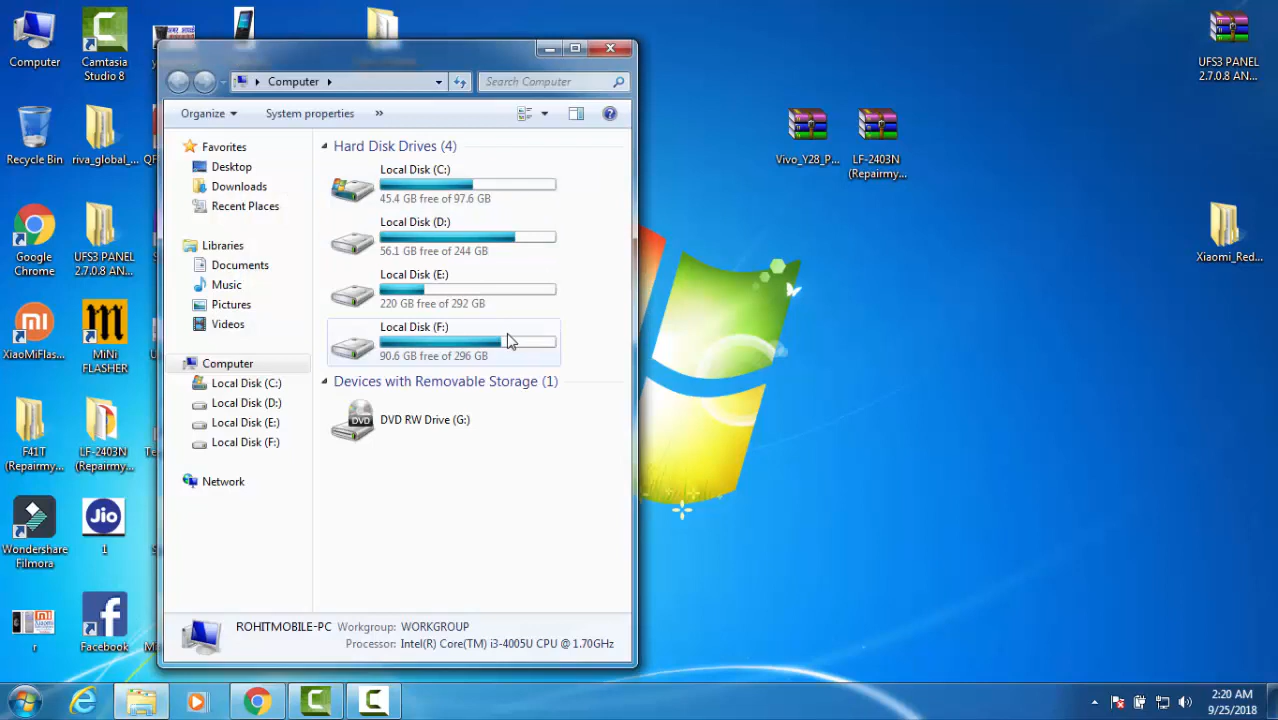 Computer
Camtasia
Studio 8
Recycle Bin
riva_global_...
Google
Chrome
UFS3 PANEL
2.7.0.8 AN...
XiaoMiFlas...
MiNi
FLASHER
F41T
(Repairmy...
LF-2403N
(Repairmy...
Wondershare
Filmora
Jio
1
r
Facebook
Computer
Search Computer
Organize
System properties
»
Favorites
Desktop
Downloads
Recent Places
Libraries
Documents
Music
Pictures
Videos
Computer
Local Disk (C:)
Local Disk (D:)
Local Disk (E:)
Local Disk (F:)
Network
Hard Disk Drives (4)
Local Disk (C:)
45.4 GB free of 97.6 GB
Local Disk (D:)
56.1 GB free of 244 GB
Local Disk (E:)
220 GB free of 292 GB
Local Disk (F:)
90.6 GB free of 296 GB
Devices with Removable Storage (1)
DVD
DVD RW Drive (G:)
ROHITMOBILE-PC Workgroup: WORKGROUP
Processor: Intel(R) Core(TM) i3-4005U CPU @ 1.70GHz
Vivo_Y28_P...
LF-2403N
(Repairmy...
UFS3 PANEL
2.7.0.8 AN...
Xiaomi_Red...
2:20 AM
9/25/2018